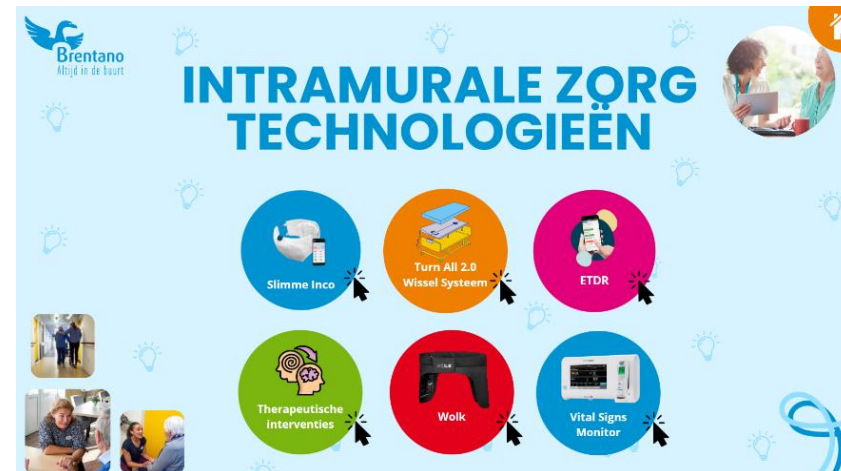 Brentano
Altijd in de buurt
INTRAMURALE ZORG
TECHNOLOGIEËN
Slimme Inco
Turn All 2.0
Wissel Systeem
ETDR
Therapeutische
interventies
Wolk
Vital Signs
Monitor